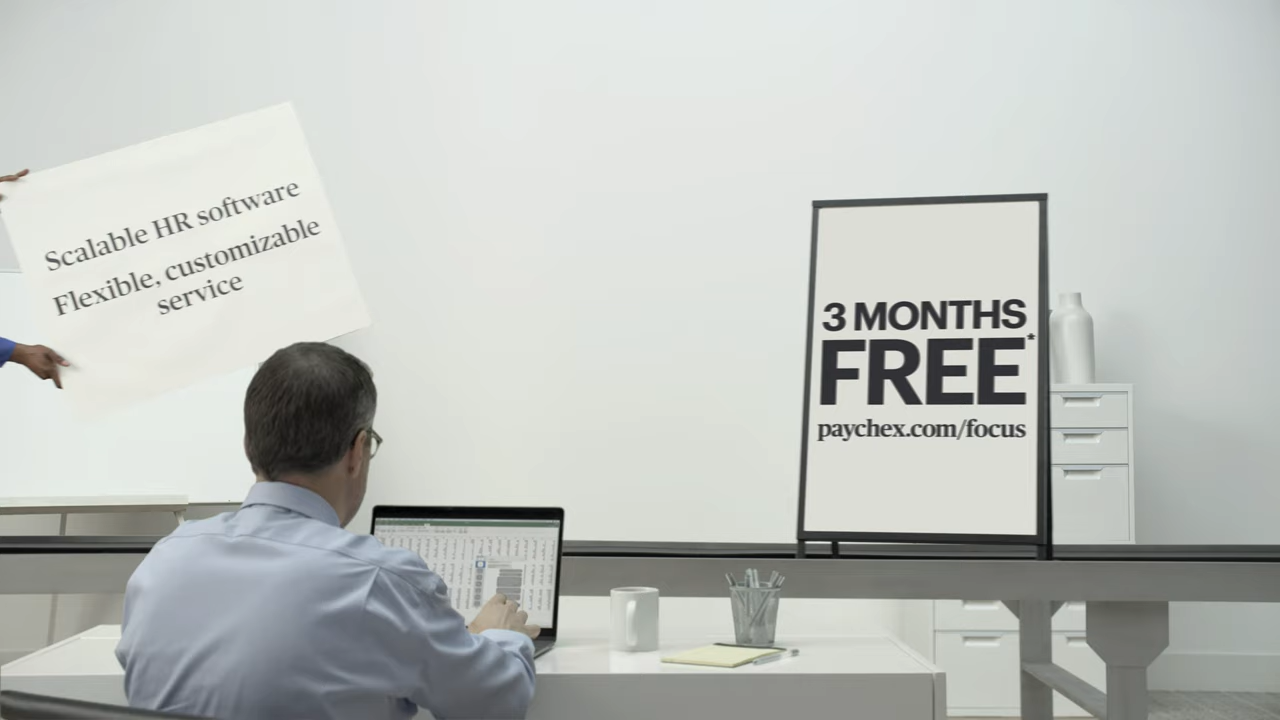 Scalable HR software
Flexible, customizable
service
3 MONTHS
FREE*
paychex.com/focus